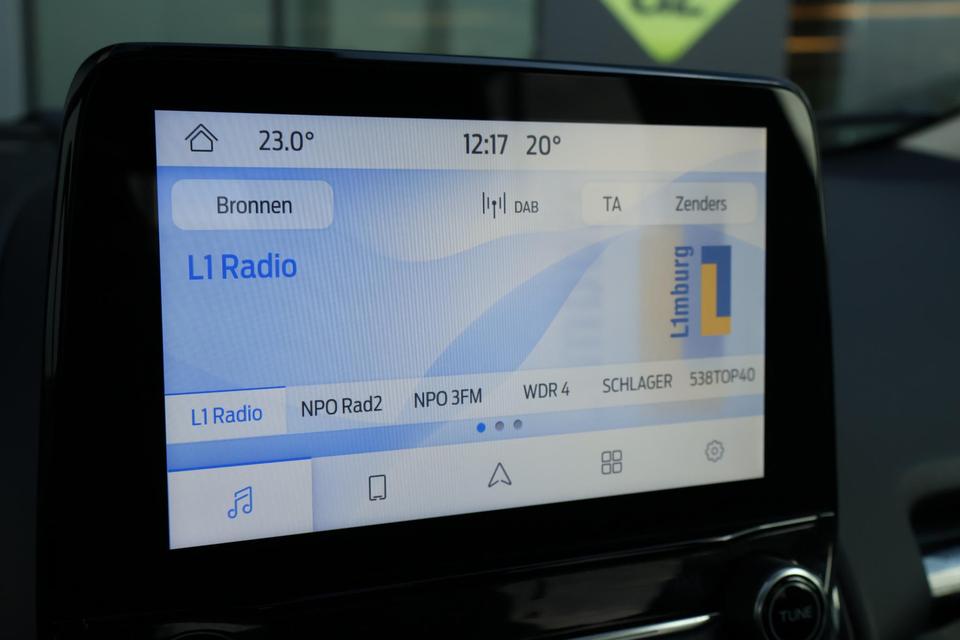 23.0° 12:17 20°
Bronnen DAB TA Zenders
L1 Radio
L1mburg
L1 Radio NPO Rad2 NPO 3FM WDR 4 SCHLAGER 538TOP40
TUNE